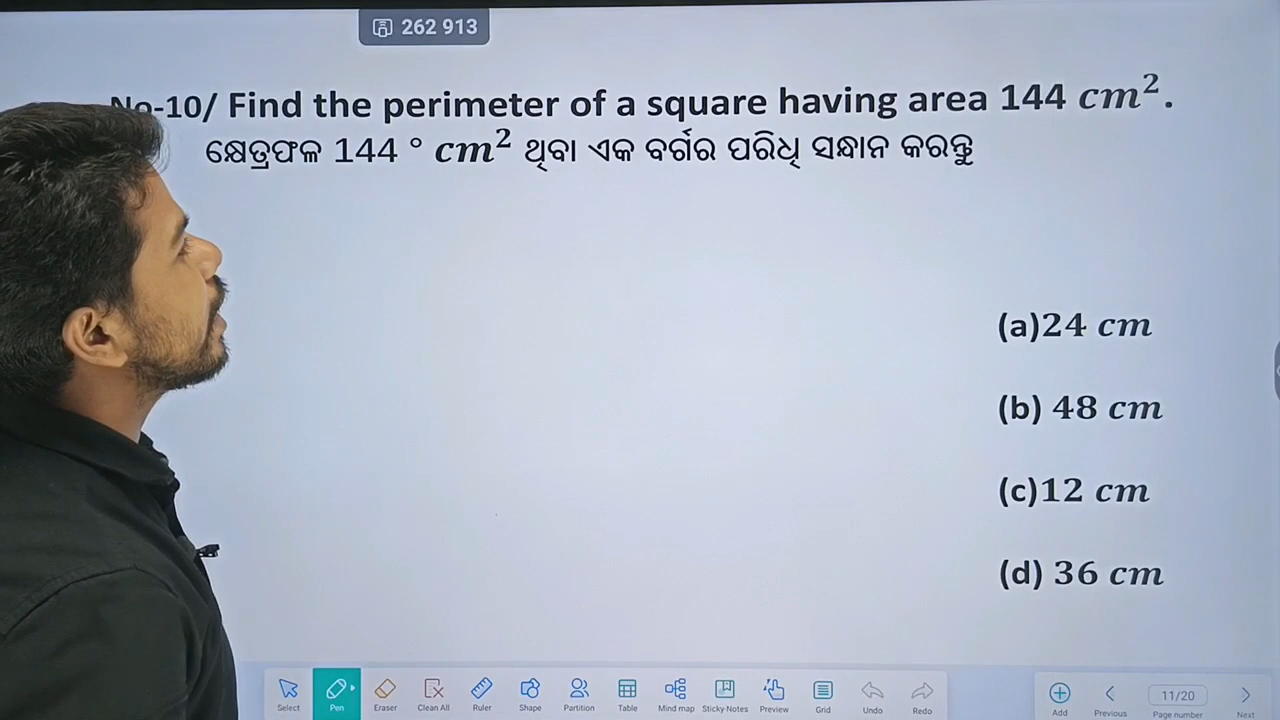 262 913
No-10/ Find the perimeter of a square having area 144 cm².
କ୍ଷେତ୍ରଫଳ 144 ° cm² ଥିବା ଏକ ବର୍ଗର ପରିଧି ସନ୍ଧାନ କରନ୍ତୁ
(a)24 cm
(b) 48 cm
(c)12 cm
(d) 36 cm
Select Pen Eraser Clean All Ruler Shape Partition Table Mind map Sticky-Notes Preview Grid Undo Redo Add Previous 11/20 Page number Next